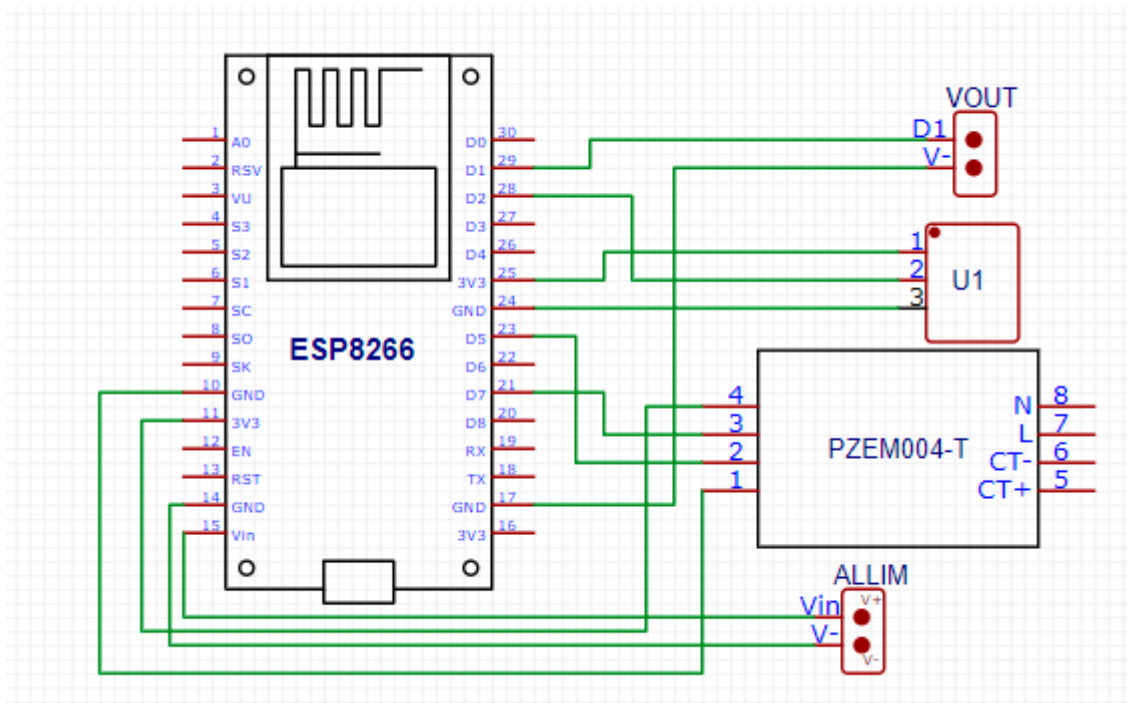 VOUT
D1
V-
1 A0
2 RSV
3 VU
4 S3
5 S2
6 S1
7 SC
8 SO
9 SK
10 GND
11 3V3
12 EN
13 RST
14 GND
15 Vin
ESP8266
D0 30
D1 29
D2 28
D3 27
D4 26
3V3 25
GND 24
D5 23
D6 22
D7 21
D8 20
RX 19
TX 18
GND 17
3V3 16
1
2
3
U1
4
3
2
1
PZEM004-T
N 8
L 7
CT- 6
CT+ 5
ALLIM
Vin V+
V- V-